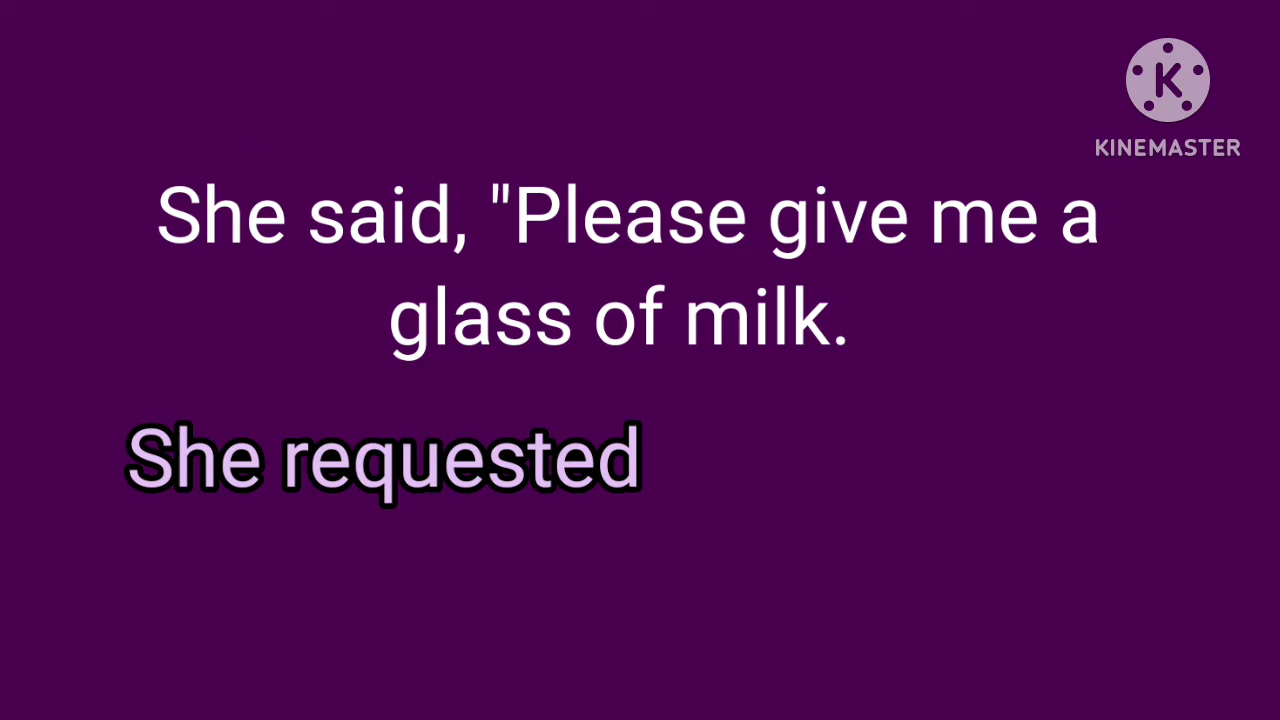 KINEMASTER
She said, "Please give me a
glass of milk.
She requested